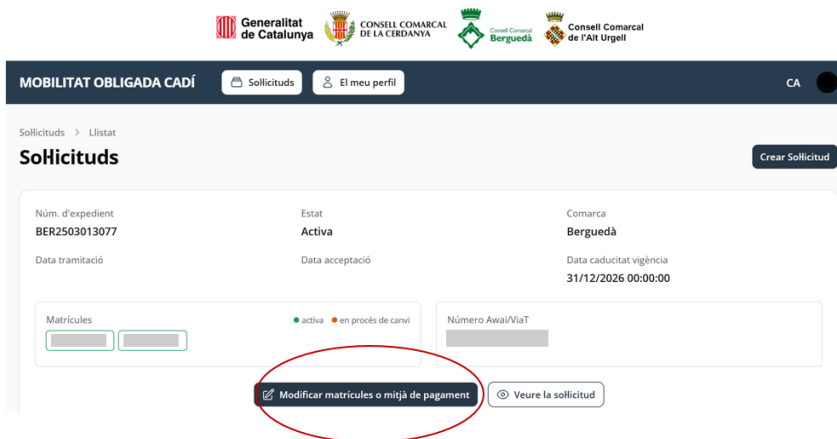 Generalitat de Catalunya
CONSELL COMARCAL DE LA CERDANYA
Consell Comarcal Berguedà
Consell Comarcal de l'Alt Urgell
MOBILITAT OBLIGADA CADÍ Sol·licituds El meu perfil CA
Sol·licituds > Llistat
Sol·licituds
Crear Sol·licitud
Núm. d'expedient Estat Comarca
BER2503013077 Activa Berguedà
Data tramitació Data acceptació Data caducitat vigència
31/12/2026 00:00:00
Matrícules activa en procés de canvi Número Awai/ViaT
Modificar matrícules o mitjà de pagament Veure la sol·licitud